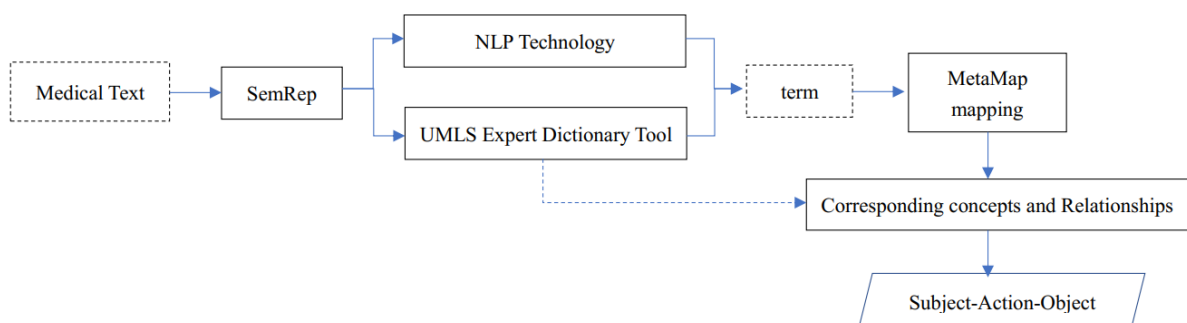 Medical Text
SemRep
NLP Technology
UMLS Expert Dictionary Tool
term
MetaMap
mapping
Corresponding concepts and Relationships
Subject-Action-Object